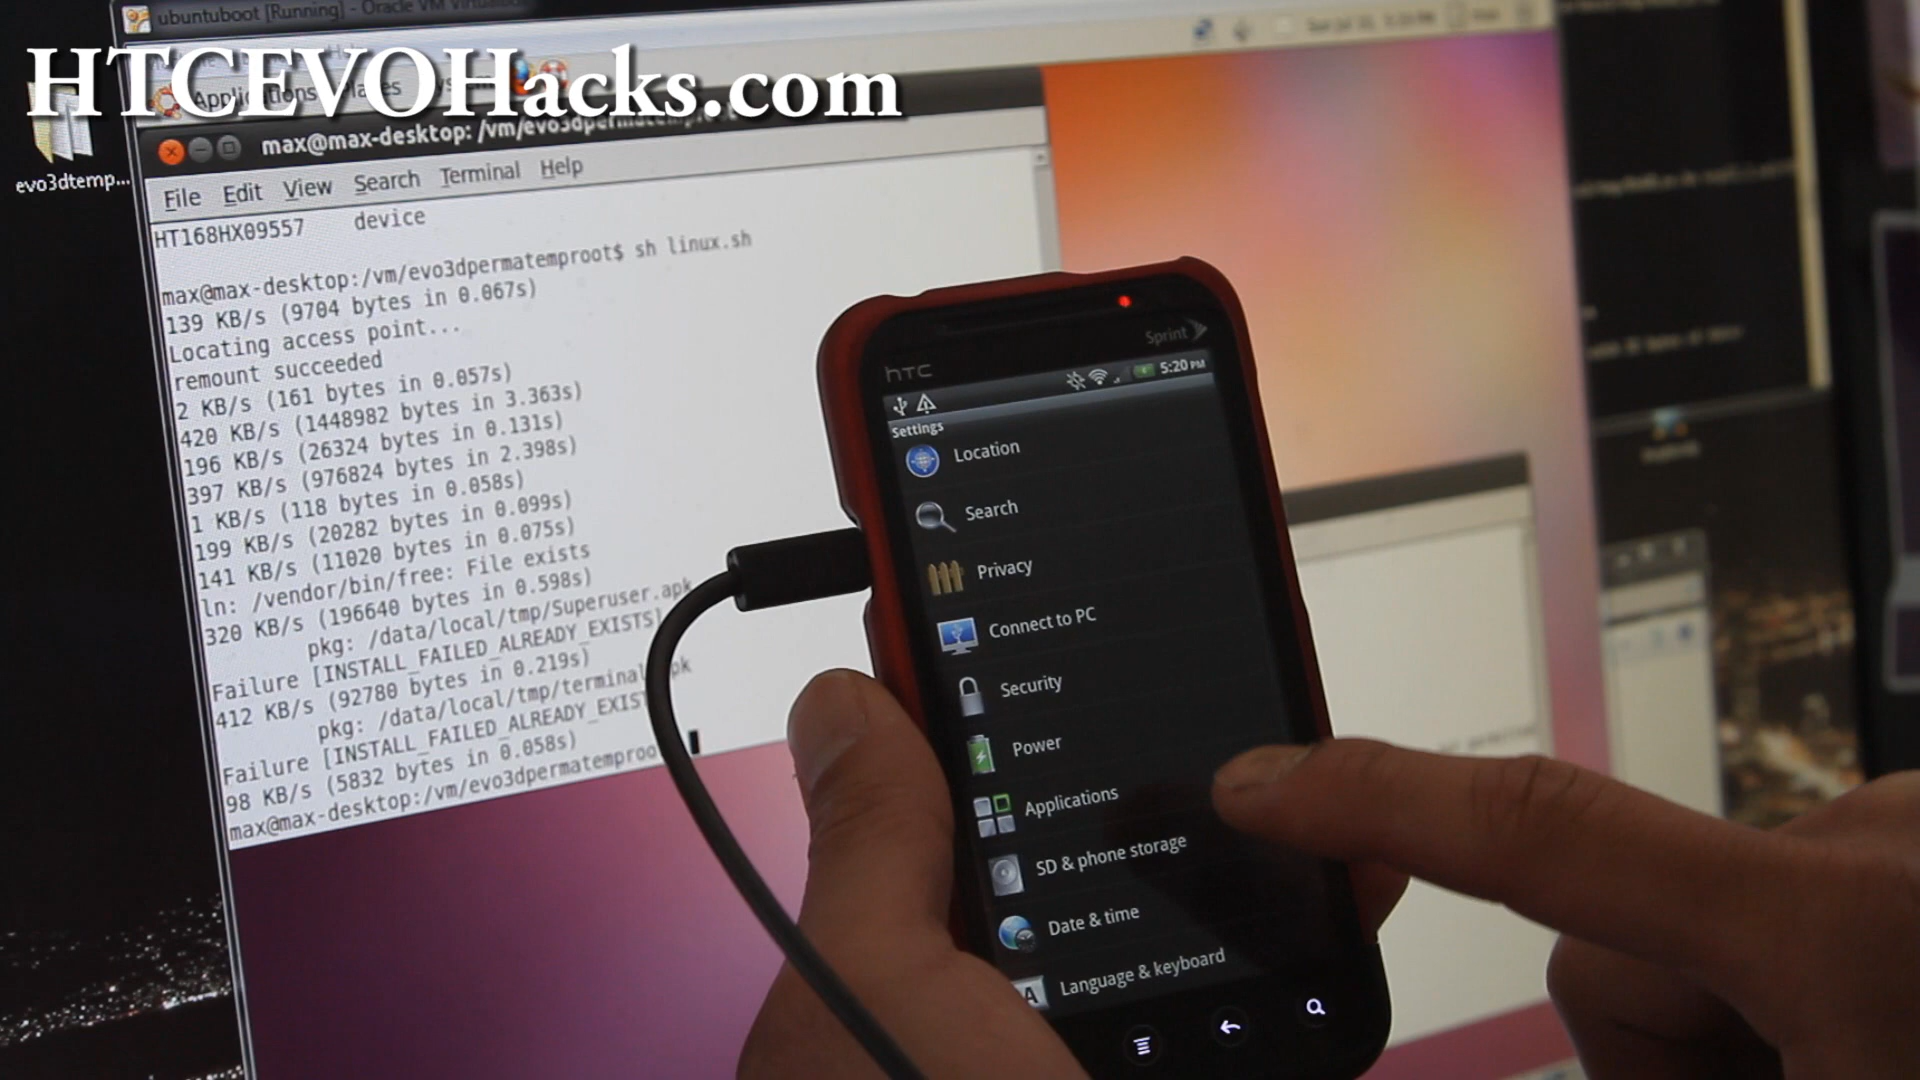 ubuntuboot [Running] - Oracle VM
HTCEVOHacks.com
Applications Places
evo3dtemp...
max@max-desktop: /vm/evo3dpermatemproot
File Edit View Search Terminal Help
HT168HX09557 device
max@max-desktop:/vm/evo3dpermatemproot$ sh linux.sh
139 KB/s (9704 bytes in 0.067s)
Locating access point...
remount succeeded
2 KB/s (161 bytes in 0.057s)
420 KB/s (1448982 bytes in 3.363s)
196 KB/s (26324 bytes in 0.131s)
397 KB/s (976824 bytes in 2.398s)
1 KB/s (118 bytes in 0.058s)
199 KB/s (20282 bytes in 0.099s)
141 KB/s (11020 bytes in 0.075s)
ln: /vendor/bin/free: File exists
320 KB/s (196640 bytes in 0.598s)
pkg: /data/local/tmp/Superuser.apk
Failure [INSTALL_FAILED_ALREADY_EXISTS]
412 KB/s (92780 bytes in 0.219s)
pkg: /data/local/tmp/terminal pk
Failure [INSTALL_FAILED_ALREADY_EXIST
98 KB/s (5832 bytes in 0.058s)
max@max-desktop:/vm/evo3dpermatemproo
Sprint
hTC
5:20 PM
Settings
Location
Search
Privacy
Connect to PC
Security
Power
Applications
SD & phone storage
Date & time
Language & keyboard